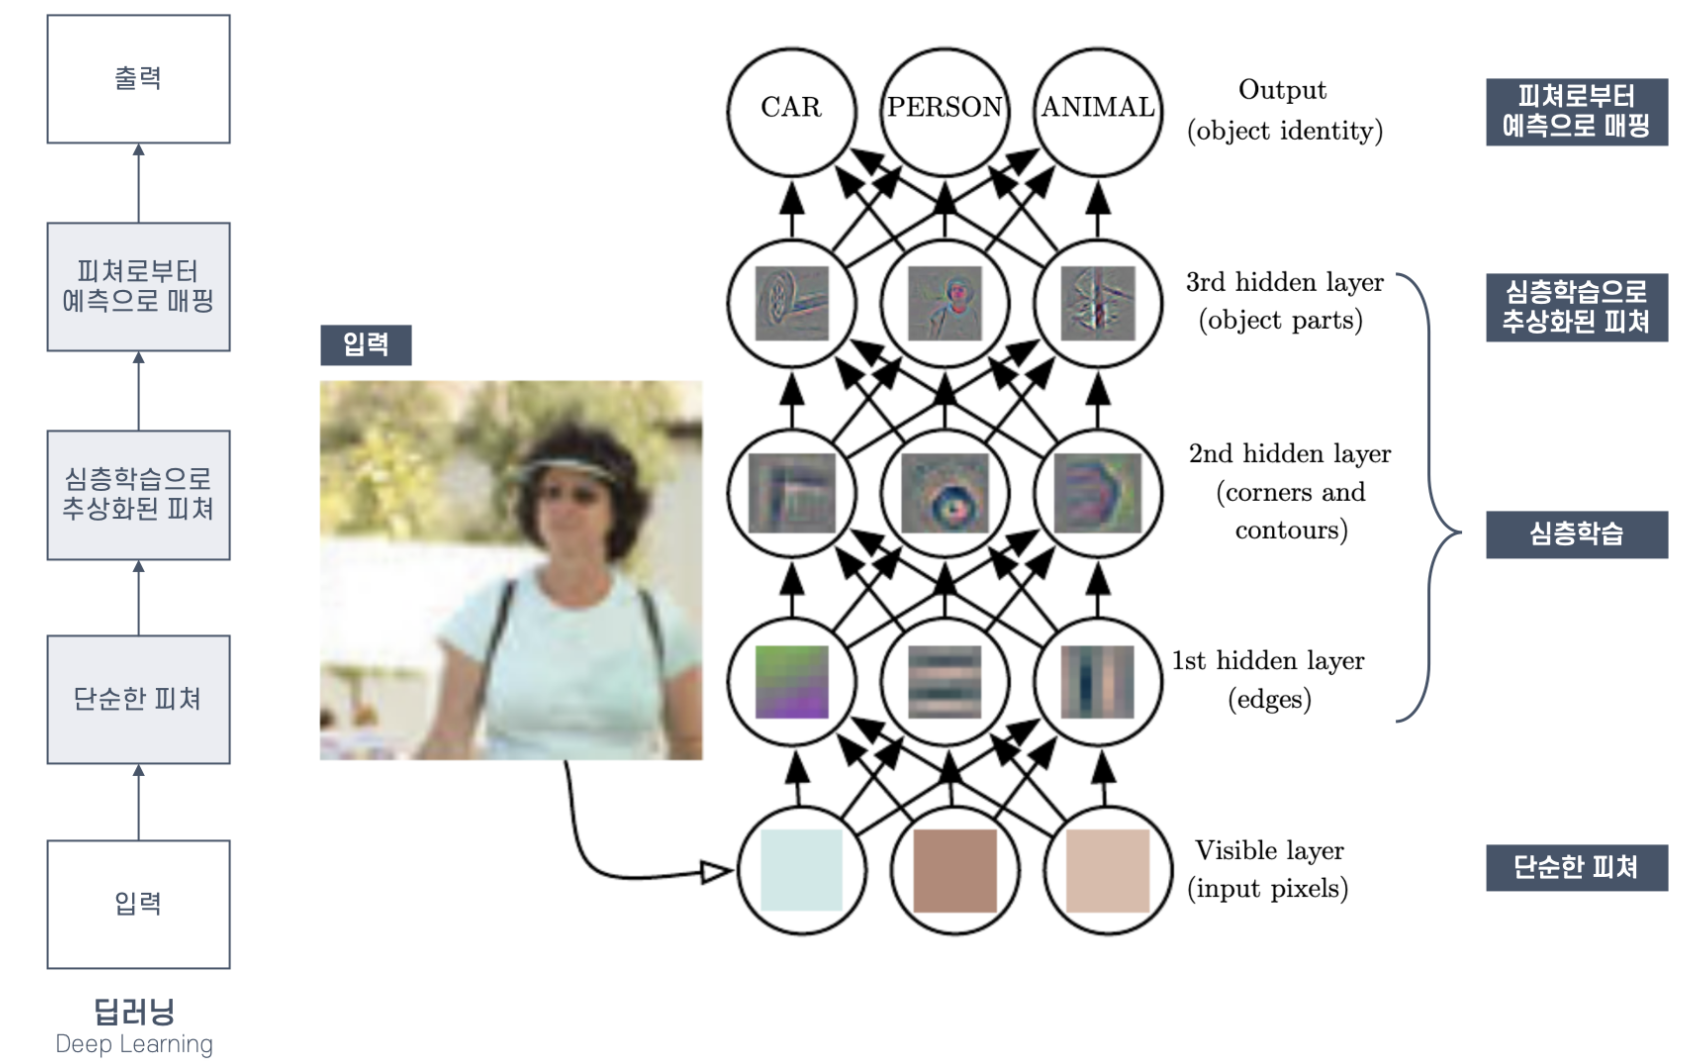 출력
피쳐로부터
예측으로 매핑
심층학습으로
추상화된 피쳐
단순한 피쳐
입력
딥러닝
Deep Learning
입력
CAR
PERSON
ANIMAL
Output
(object identity)
3rd hidden layer
(object parts)
2nd hidden layer
(corners and
contours)
1st hidden layer
(edges)
Visible layer
(input pixels)
피쳐로부터
예측으로 매핑
심층학습으로
추상화된 피쳐
심층학습
단순한 피쳐